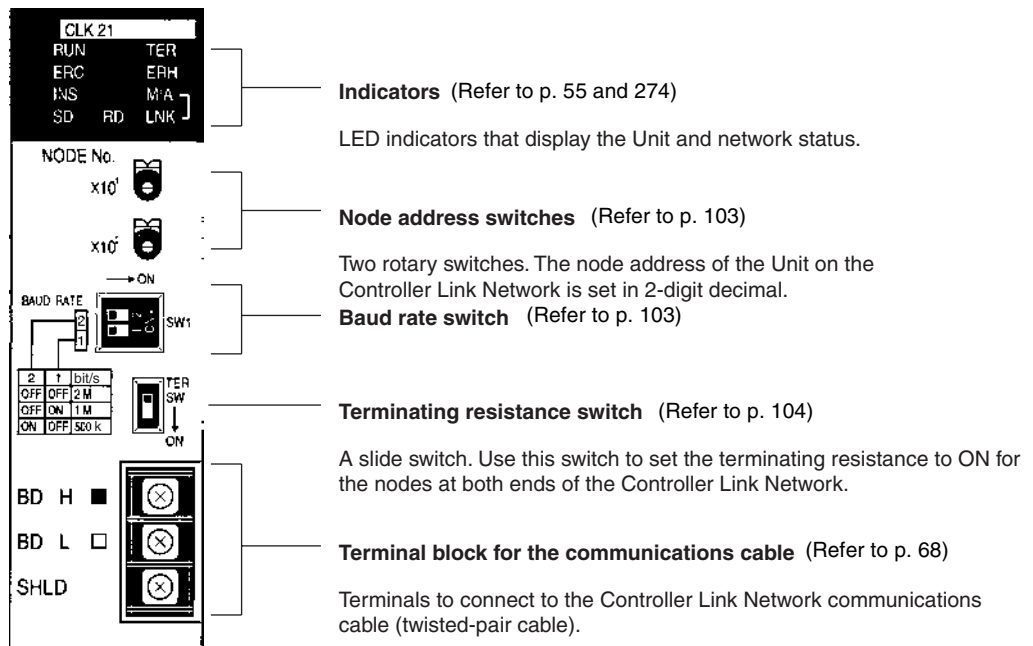 CLK 21
RUN TER
ERC ERH
INS M/A
SD RD LNK
Indicators (Refer to p. 55 and 274)
LED indicators that display the Unit and network status.
NODE No.
X10¹
X10
Node address switches (Refer to p. 103)
Two rotary switches. The node address of the Unit on the
Controller Link Network is set in 2-digit decimal.
ON
BAUD RATE
2
1
SW1
Baud rate switch (Refer to p. 103)
2 1 bit/s
OFF OFF 2 M
OFF ON 1 M
ON OFF 500 k
TER
SW
ON
Terminating resistance switch (Refer to p. 104)
A slide switch. Use this switch to set the terminating resistance to ON for
the nodes at both ends of the Controller Link Network.
BD H
BD L
SHLD
Terminal block for the communications cable (Refer to p. 68)
Terminals to connect to the Controller Link Network communications
cable (twisted-pair cable).